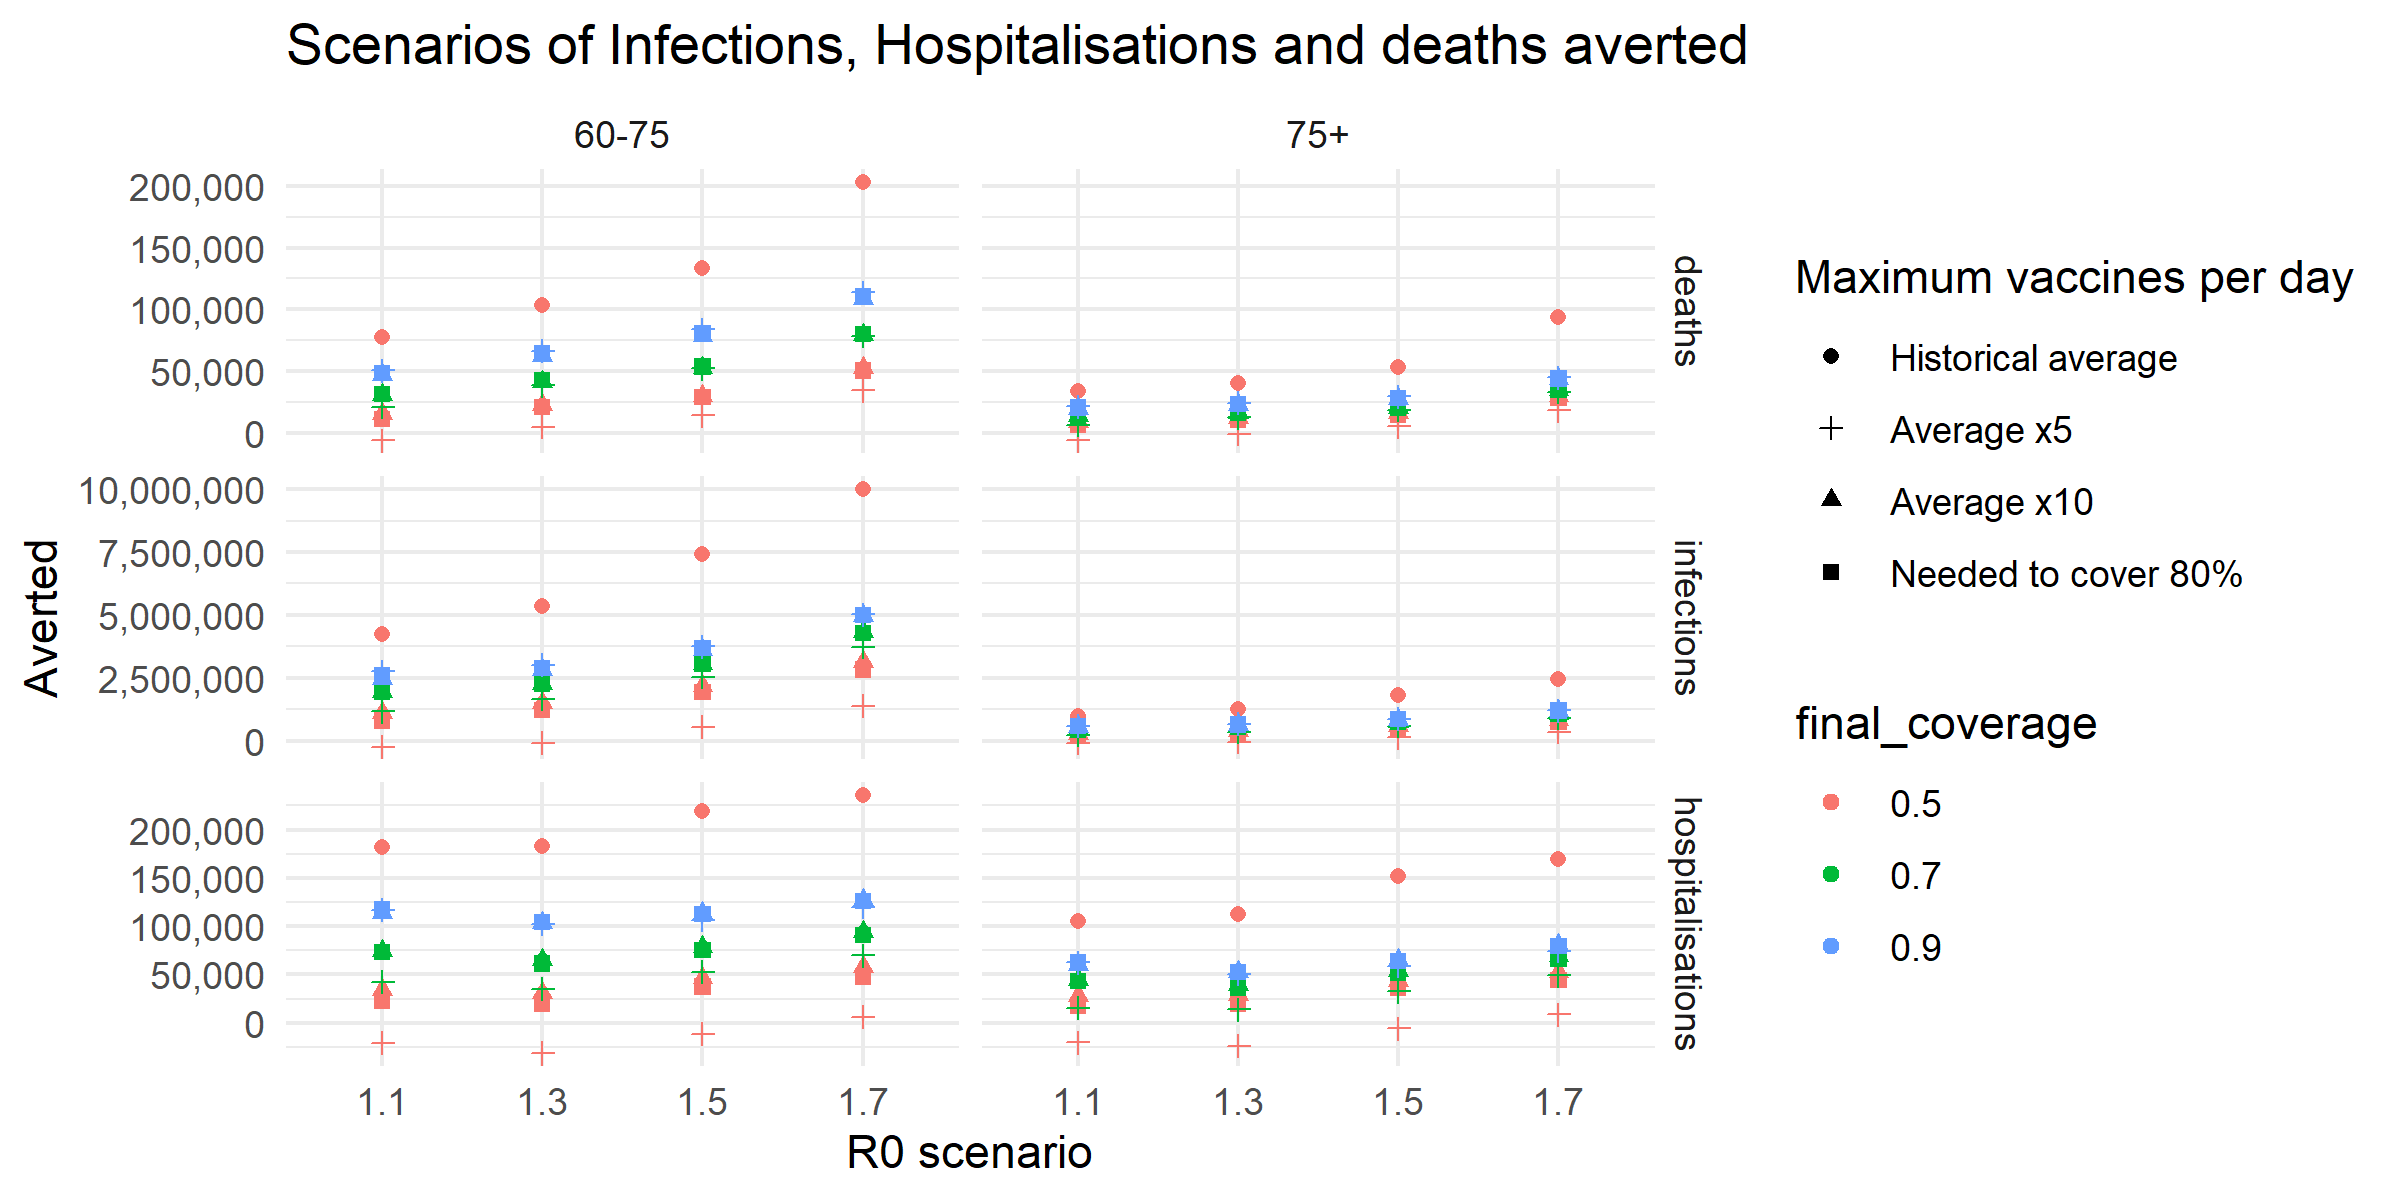 Scenarios of Infections, Hospitalisations and deaths averted
60-75
75+
200,000
150,000
100,000
50,000
0
deaths
10,000,000
7,500,000
5,000,000
2,500,000
0
infections
200,000
150,000
100,000
50,000
0
hospitalisations
Averted
1.1
1.3
1.5
1.7
1.1
1.3
1.5
1.7
R0 scenario
Maximum vaccines per day
Historical average
Average x5
Average x10
Needed to cover 80%
final_coverage
0.5
0.7
0.9